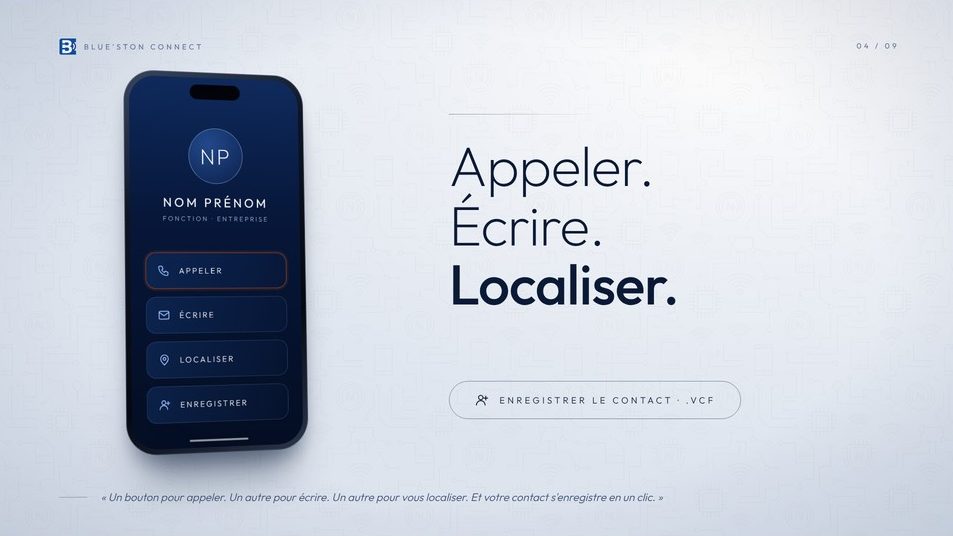 B BLUE'STON CONNECT
04 / 09
NP
NOM PRÉNOM
FONCTION · ENTREPRISE
APPELER
ÉCRIRE
LOCALISER
ENREGISTRER
Appeler.
Écrire.
Localiser.
ENREGISTRER LE CONTACT · .VCF
« Un bouton pour appeler. Un autre pour écrire. Un autre pour vous localiser. Et votre contact s'enregistre en un clic. »